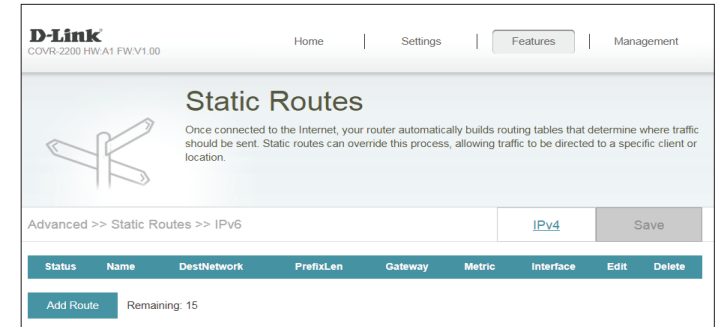 D-Link
COVR-2200 HW:A1 FW:V1.00
Home | Settings | Features | Management
Static Routes
Once connected to the Internet, your router automatically builds routing tables that determine where traffic
should be sent. Static routes can override this process, allowing traffic to be directed to a specific client or
location.
Advanced >> Static Routes >> IPv6 IPv4 Save
Status Name DestNetwork PrefixLen Gateway Metric Interface Edit Delete
Add Route Remaining: 15